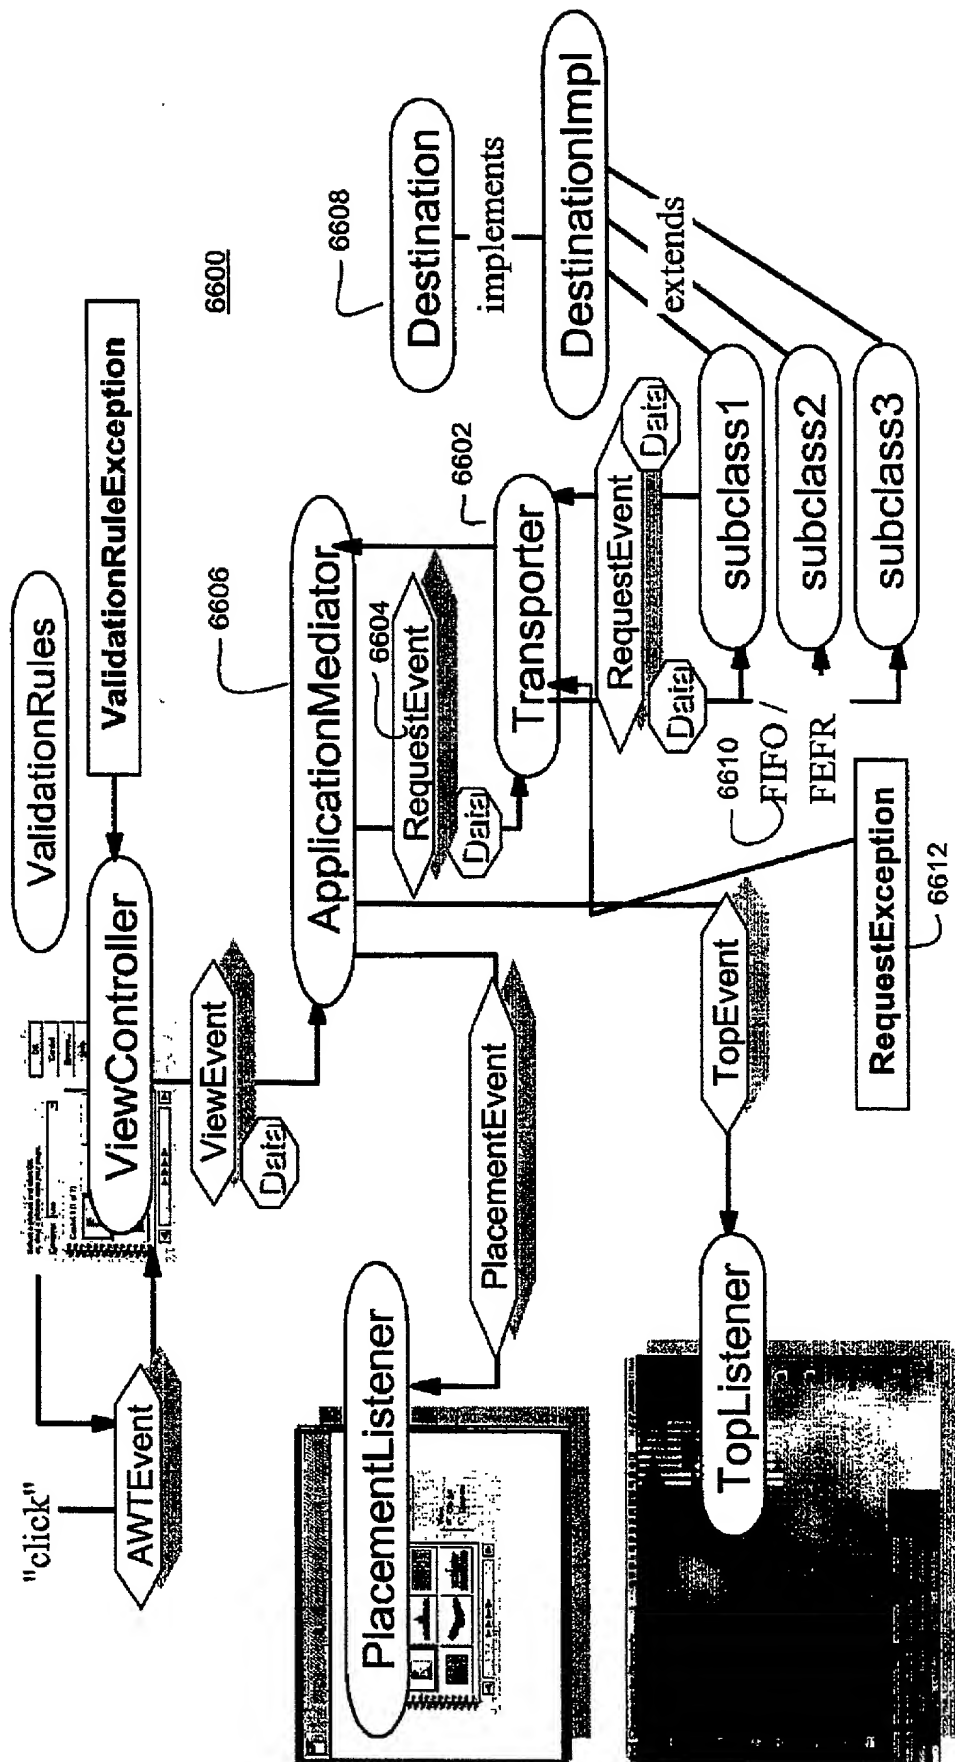 "click"
AWTEvent
ViewController
ValidationRules
ValidationRuleException
ViewEvent
Data
6600
PlacementListener
PlacementEvent
ApplicationMediator
6606
RequestEvent
6604
Data
Transporter
6602
Destination
6608
implements
DestinationImpl
extends
RequestEvent
Data
Data
subclass1
subclass2
subclass3
6610
FIFO /
FEFR
TopListener
TopEvent
RequestException
6612